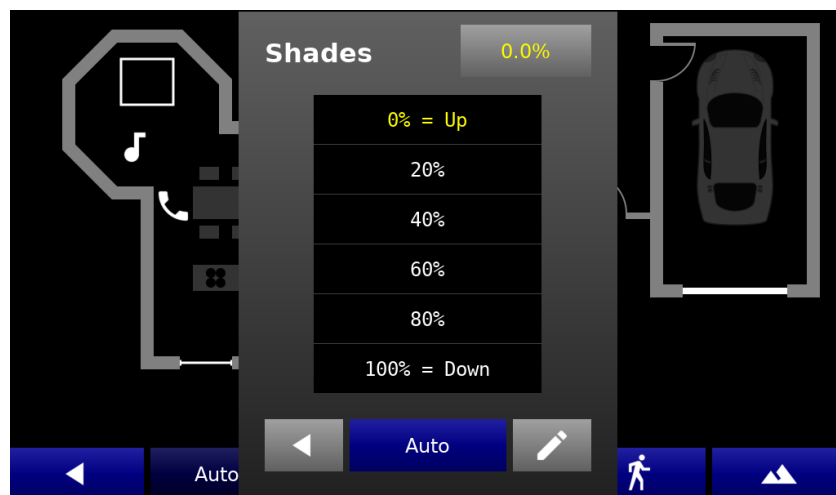 Shades
0.0%
0% = Up
20%
40%
60%
80%
100% = Down
Auto
Auto